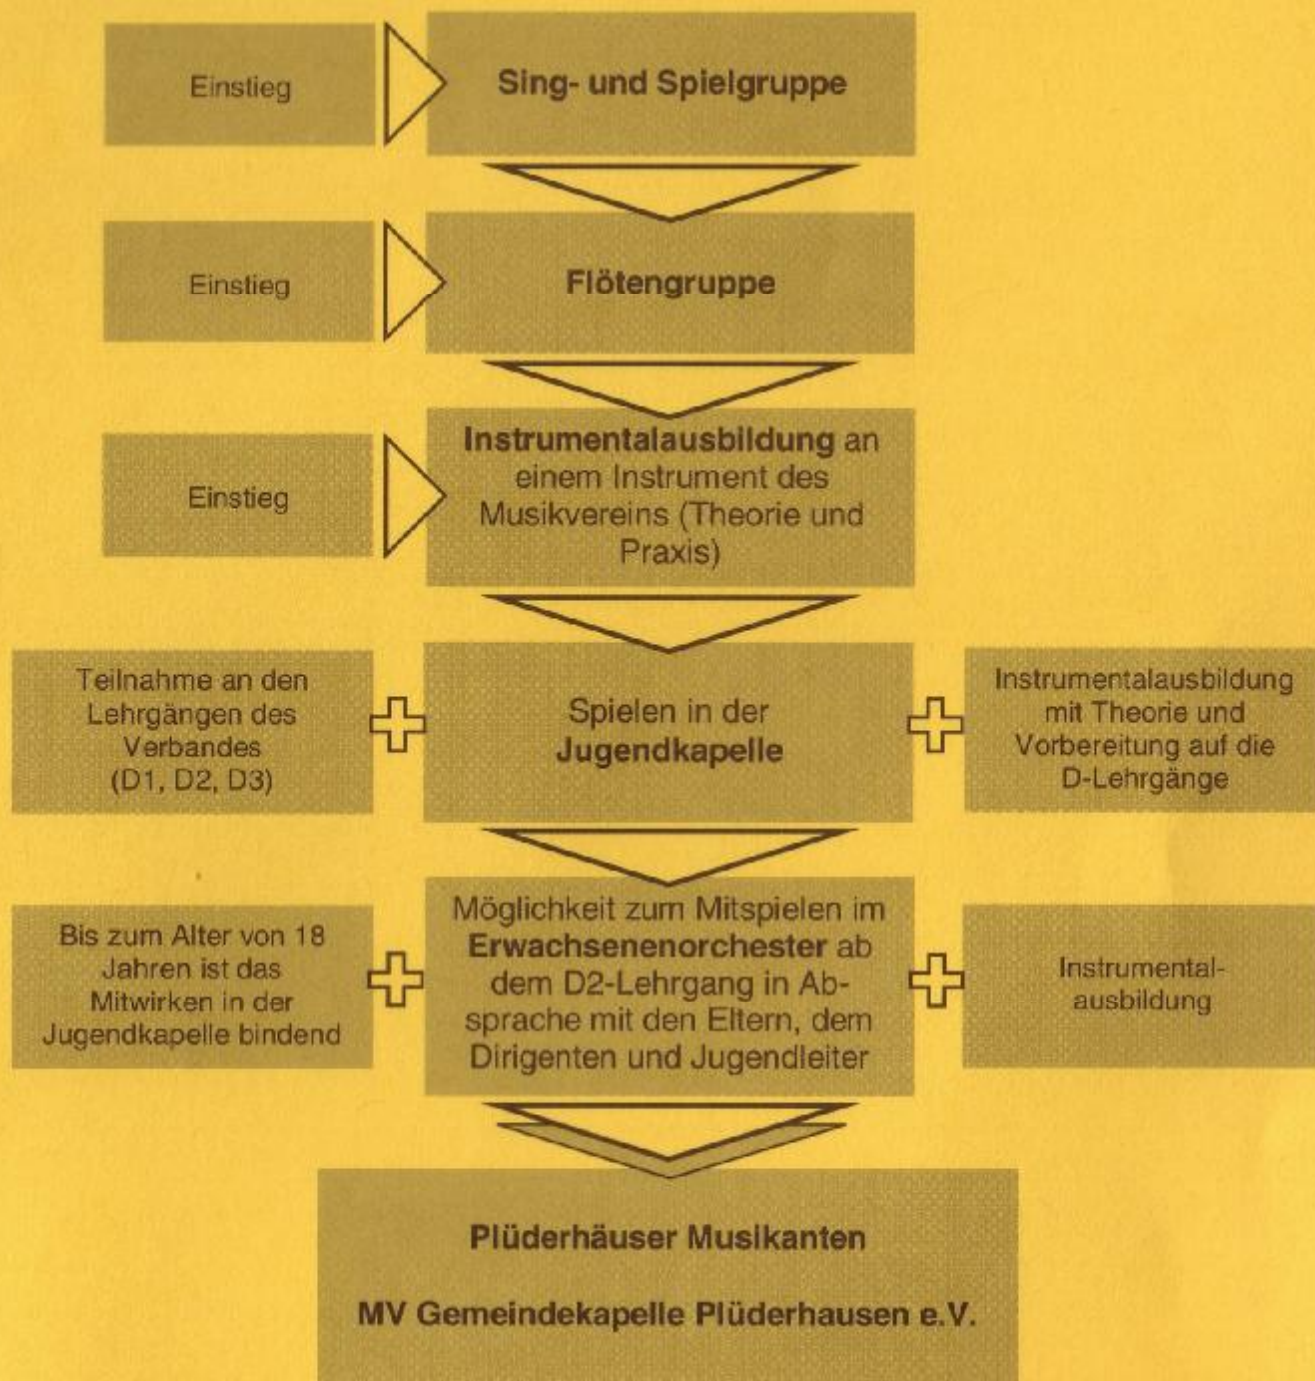 Einstieg
Sing- und Spielgruppe
Einstieg
Flötengruppe
Einstieg
Instrumentalausbildung an
einem Instrument des
Musikvereins (Theorie und
Praxis)
Teilnahme an den
Lehrgängen des
Verbandes
(D1, D2, D3)
Spielen in der
Jugendkapelle
Instrumentalausbildung
mit Theorie und
Vorbereitung auf die
D-Lehrgänge
Bis zum Alter von 18
Jahren ist das
Mitwirken in der
Jugendkapelle bindend
Möglichkeit zum Mitspielen im
Erwachsenenorchester ab
dem D2-Lehrgang in Ab-
sprache mit den Eltern, dem
Dirigenten und Jugendleiter
Instrumental-
ausbildung
Plüderhäuser Musikanten
MV Gemeindekapelle Plüderhausen e.V.